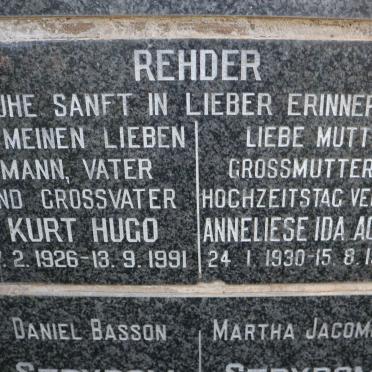 REHDER
UHE SANFT IN LIEBER ERINNER
MEINEN LIEBEN
MANN, VATER
ND GROSSVATER
KURT HUGO
2. 1926-13. 9. 1991
LIEBE MUTT
GROSSMUTTER
HOCHZEITSTAG VE
ANNELIESE IDA A
24 1 1930-15 8. 1
DANIEL BASSON
MARTHA JACOM